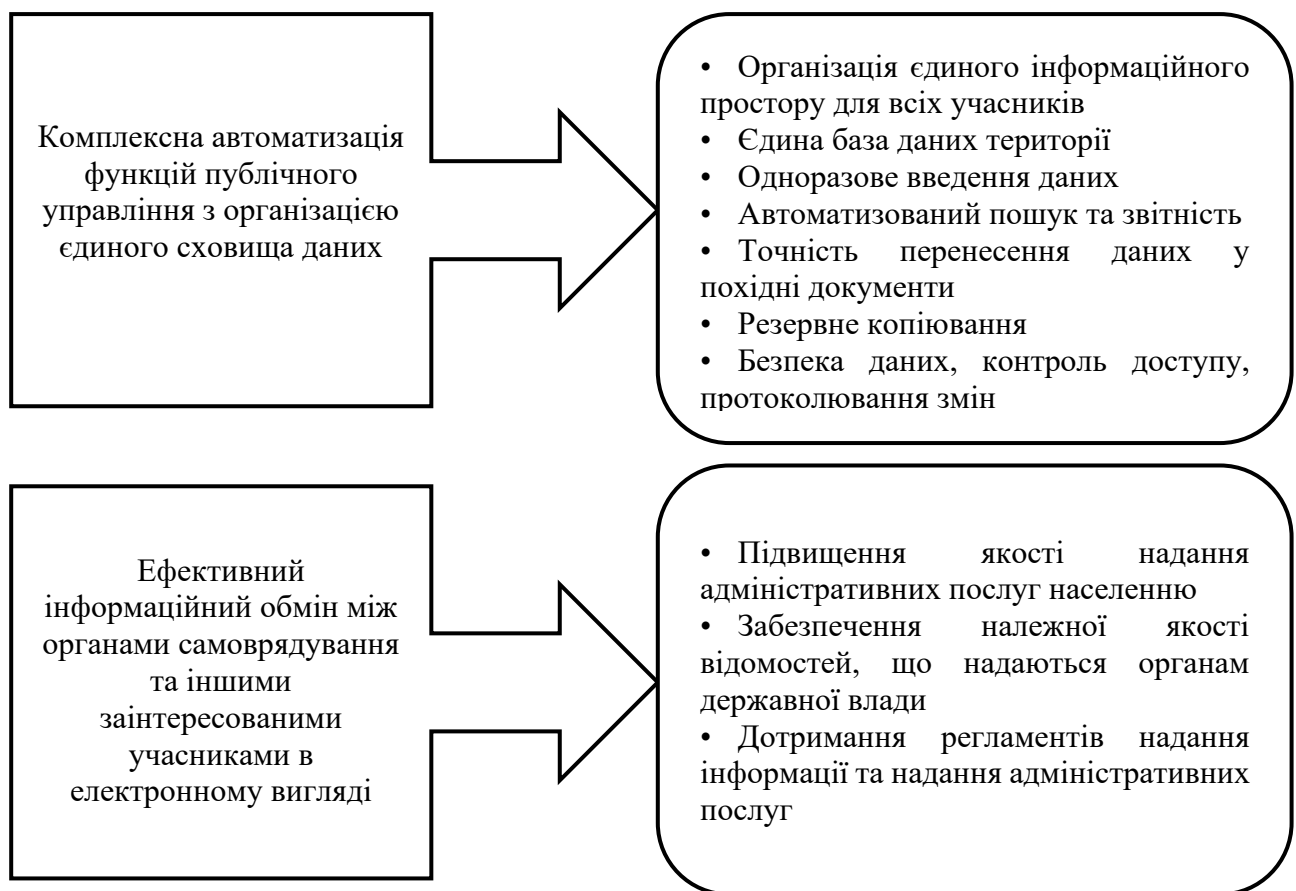 Комплексна автоматизація
функцій публічного
управління з організацією
єдиного сховища даних
• Організація єдиного інформаційного
простору для всіх учасників
• Єдина база даних території
• Одноразове введення даних
• Автоматизований пошук та звітність
• Точність перенесення даних у
похідні документи
• Резервне копіювання
• Безпека даних, контроль доступу,
протоколювання змін
Ефективний
інформаційний обмін між
органами самоврядування
та іншими
заінтересованими
учасниками в
електронному вигляді
• Підвищення якості надання
адміністративних послуг населенню
• Забезпечення належної якості
відомостей, що надаються органам
державної влади
• Дотримання регламентів надання
інформації та надання адміністративних
послуг